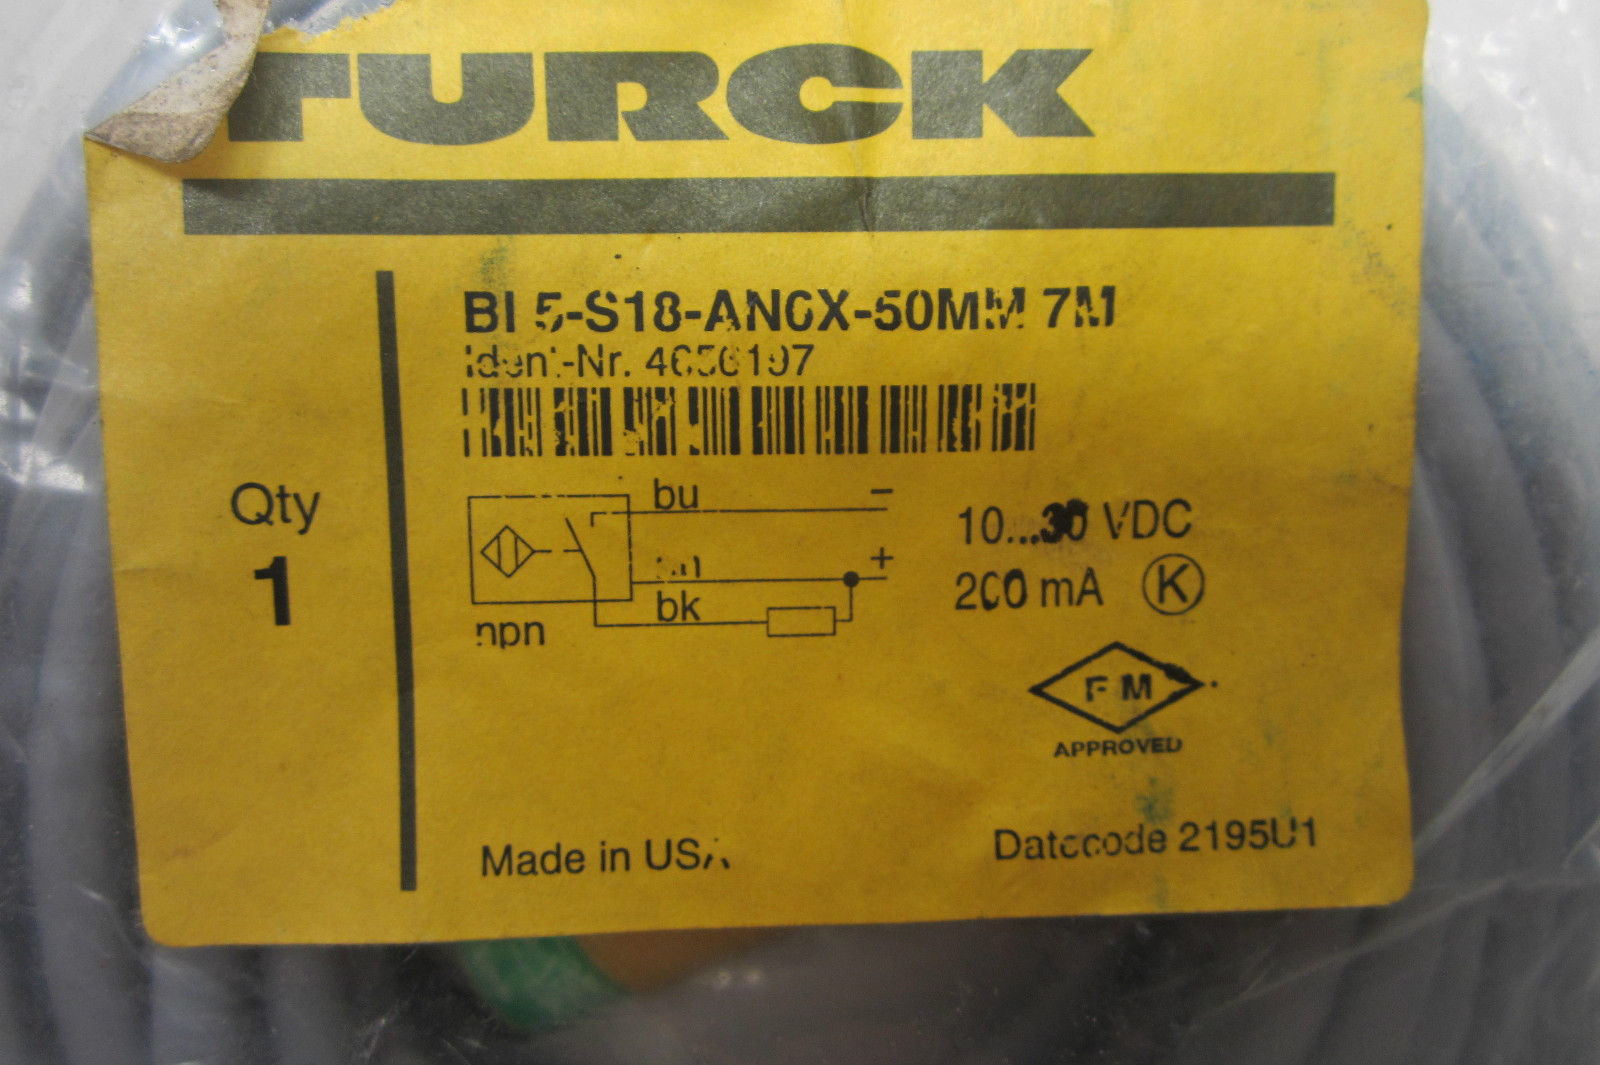 TURCK
BI 5-S18-AN6X-50MM 7M
Ident-Nr.
Qty
1
bu
−
+
bk
npn
10...30 VDC
200 mA K
FM
APPROVED
Made in USA
Datecode 2195U1